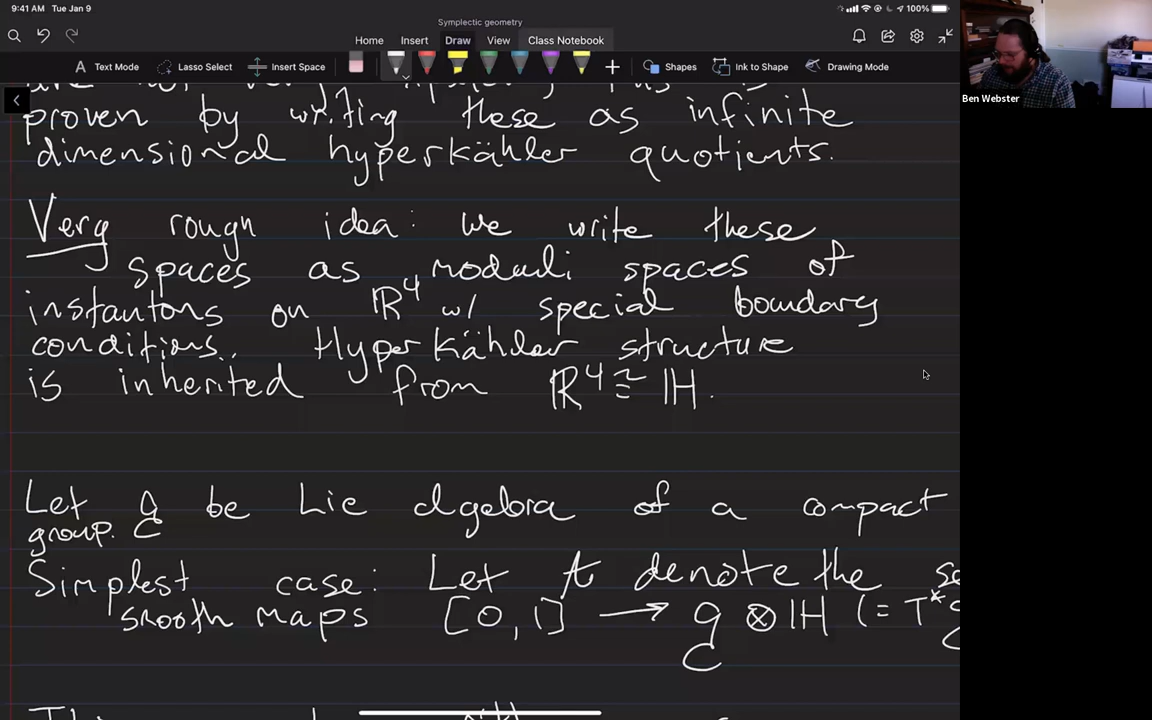 9:41 AM Tue Jan 9
100%
Symplectic geometry
Home Insert Draw View Class Notebook
Text Mode Lasso Select Insert Space Shapes Ink to Shape Drawing Mode
Ben Webster
proven by writing these as infinite
dimensional hyperkähler quotients.
Very rough idea: we write these
spaces as moduli spaces of
instantons on ℝ⁴ w/ special boundary
conditions. Hyperkähler structure
is inherited from ℝ⁴ ≅ ℍ.
Let g be Lie algebra of a compact
group. C
Simplest case: Let A denote the
smooth maps [0,1] → g ⊗ ℍ (= T*
C